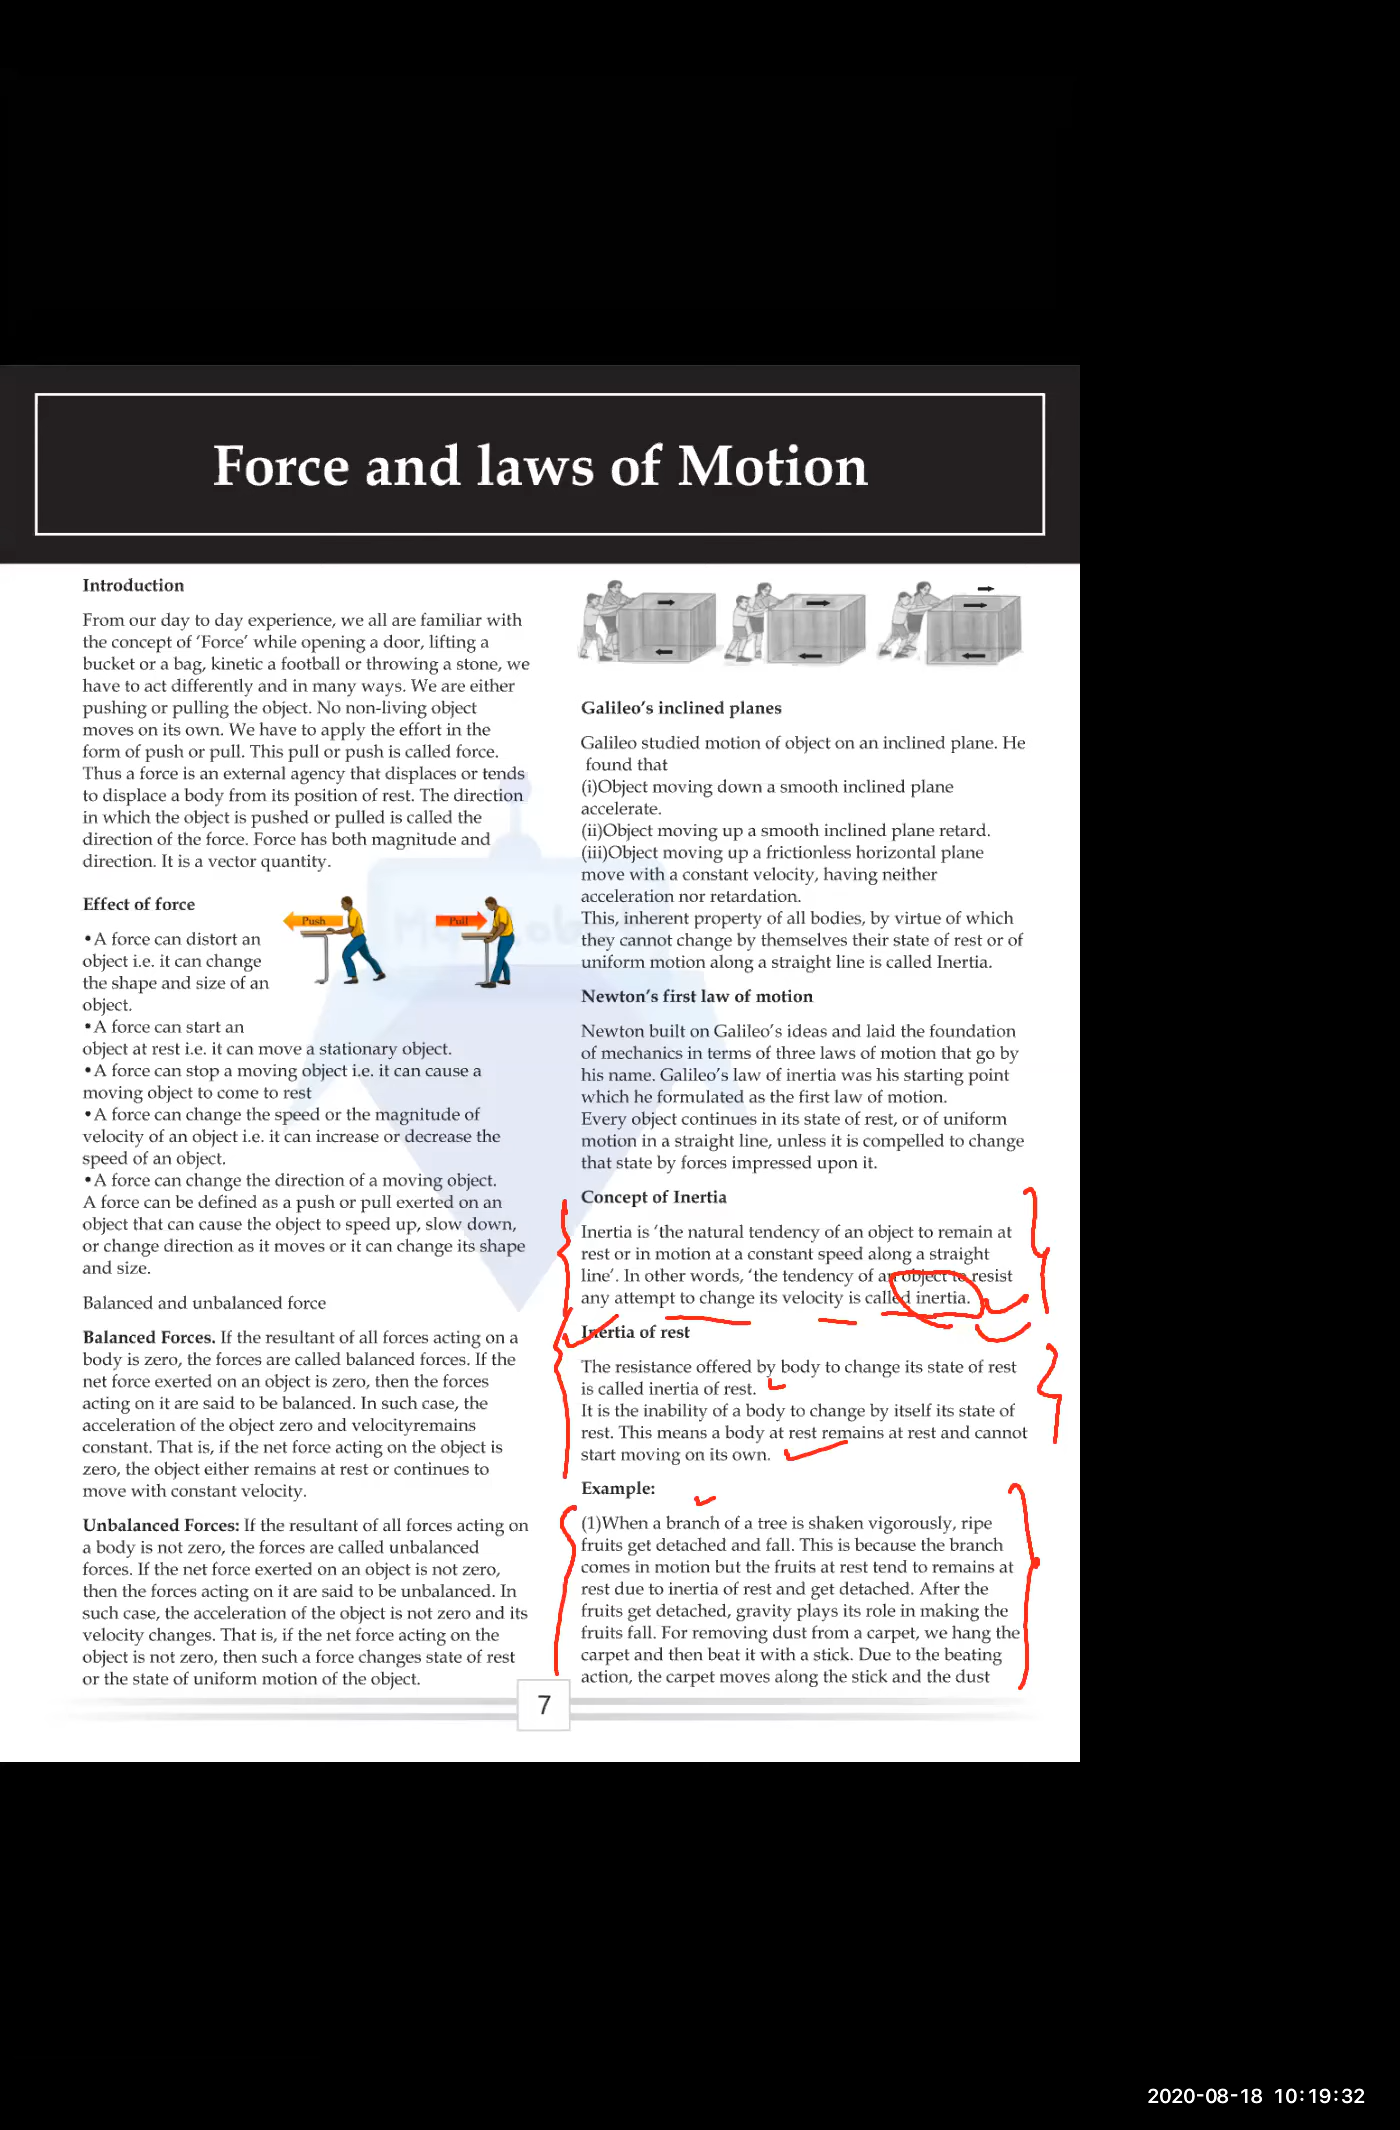 Force and laws of Motion
Introduction
From our day to day experience, we all are familiar with
the concept of ‘Force’ while opening a door, lifting a
bucket or a bag, kinetic a football or throwing a stone, we
have to act differently and in many ways. We are either
pushing or pulling the object. No non-living object
moves on its own. We have to apply the effort in the
form of push or pull. This pull or push is called force.
Thus a force is an external agency that displaces or tends
to displace a body from its position of rest. The direction
in which the object is pushed or pulled is called the
direction of the force. Force has both magnitude and
direction. It is a vector quantity.
Effect of force
Push
Pull
•A force can distort an
object i.e. it can change
the shape and size of an
object.
•A force can start an
object at rest i.e. it can move a stationary object.
•A force can stop a moving object i.e. it can cause a
moving object to come to rest
•A force can change the speed or the magnitude of
velocity of an object i.e. it can increase or decrease the
speed of an object.
•A force can change the direction of a moving object.
A force can be defined as a push or pull exerted on an
object that can cause the object to speed up, slow down,
or change direction as it moves or it can change its shape
and size.
Balanced and unbalanced force
Balanced Forces. If the resultant of all forces acting on a
body is zero, the forces are called balanced forces. If the
net force exerted on an object is zero, then the forces
acting on it are said to be balanced. In such case, the
acceleration of the object zero and velocityremains
constant. That is, if the net force acting on the object is
zero, the object either remains at rest or continues to
move with constant velocity.
Unbalanced Forces: If the resultant of all forces acting on
a body is not zero, the forces are called unbalanced
forces. If the net force exerted on an object is not zero,
then the forces acting on it are said to be unbalanced. In
such case, the acceleration of the object is not zero and its
velocity changes. That is, if the net force acting on the
object is not zero, then such a force changes state of rest
or the state of uniform motion of the object.
Galileo’s inclined planes
Galileo studied motion of object on an inclined plane. He
found that
(i)Object moving down a smooth inclined plane
accelerate.
(ii)Object moving up a smooth inclined plane retard.
(iii)Object moving up a frictionless horizontal plane
move with a constant velocity, having neither
acceleration nor retardation.
This, inherent property of all bodies, by virtue of which
they cannot change by themselves their state of rest or of
uniform motion along a straight line is called Inertia.
Newton’s first law of motion
Newton built on Galileo’s ideas and laid the foundation
of mechanics in terms of three laws of motion that go by
his name. Galileo’s law of inertia was his starting point
which he formulated as the first law of motion.
Every object continues in its state of rest, or of uniform
motion in a straight line, unless it is compelled to change
that state by forces impressed upon it.
Concept of Inertia
Inertia is ‘the natural tendency of an object to remain at
rest or in motion at a constant speed along a straight
line’. In other words, ‘the tendency of an object to resist
any attempt to change its velocity is called inertia.
Inertia of rest
The resistance offered by body to change its state of rest
is called inertia of rest.
It is the inability of a body to change by itself its state of
rest. This means a body at rest remains at rest and cannot
start moving on its own.
Example:
(1)When a branch of a tree is shaken vigorously, ripe
fruits get detached and fall. This is because the branch
comes in motion but the fruits at rest tend to remains at
rest due to inertia of rest and get detached. After the
fruits get detached, gravity plays its role in making the
fruits fall. For removing dust from a carpet, we hang the
carpet and then beat it with a stick. Due to the beating
action, the carpet moves along the stick and the dust
7
2020-08-18 10:19:32